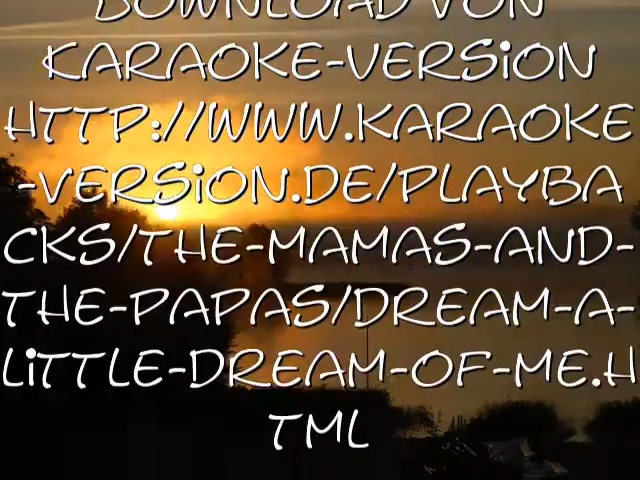 DOWNLOAD VON
KARAOKE-VERSiON
HTTP://WWW.KARAOKE
-VERSiON.DE/PLAYBA
CKS/THE-MAMAS-AND-
THE-PAPAS/DREAM-A-
LiTTLE-DREAM-OF-ME.H
TML